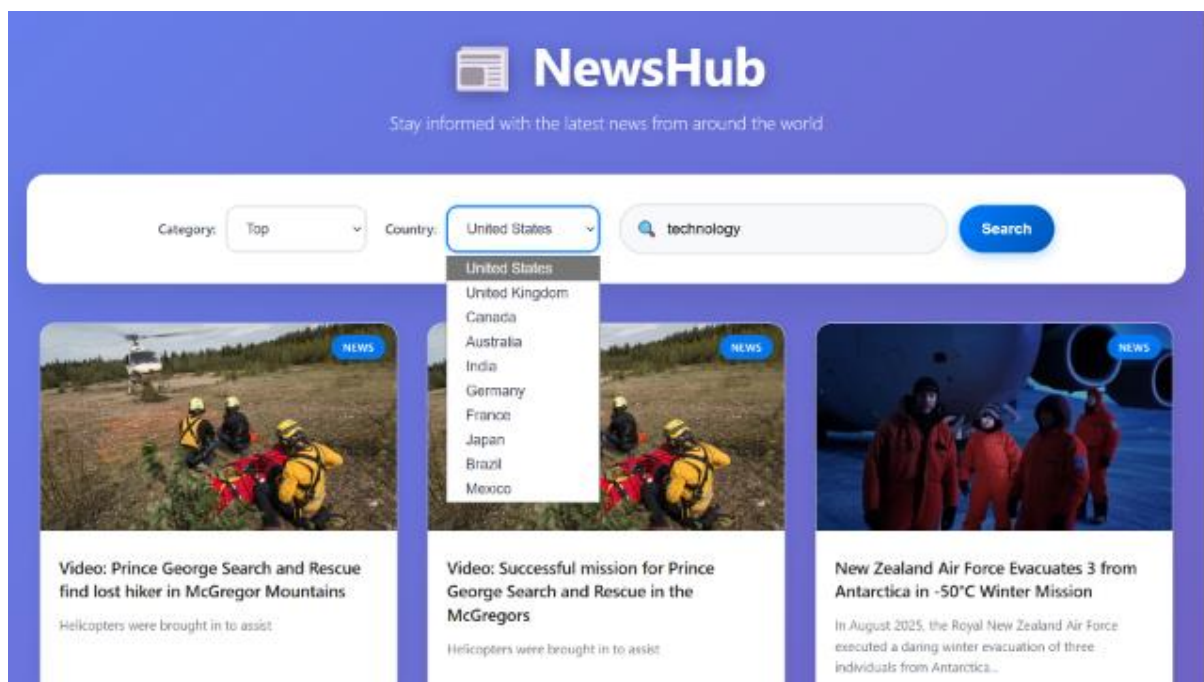 NewsHub
Stay informed with the latest news from around the world
Category: Top Country: United States technology Search
United States
United Kingdom
Canada
Australia
India
Germany
France
Japan
Brazil
Mexico
NEWS
NEWS
NEWS
Video: Prince George Search and Rescue
find lost hiker in McGregor Mountains
Helicopters were brought in to assist
Video: Successful mission for Prince
George Search and Rescue in the
McGregors
Helicopters were brought in to assist
New Zealand Air Force Evacuates 3 from
Antarctica in -50°C Winter Mission
In August 2025, the Royal New Zealand Air Force
executed a daring winter evacuation of three
individuals from Antarctica...